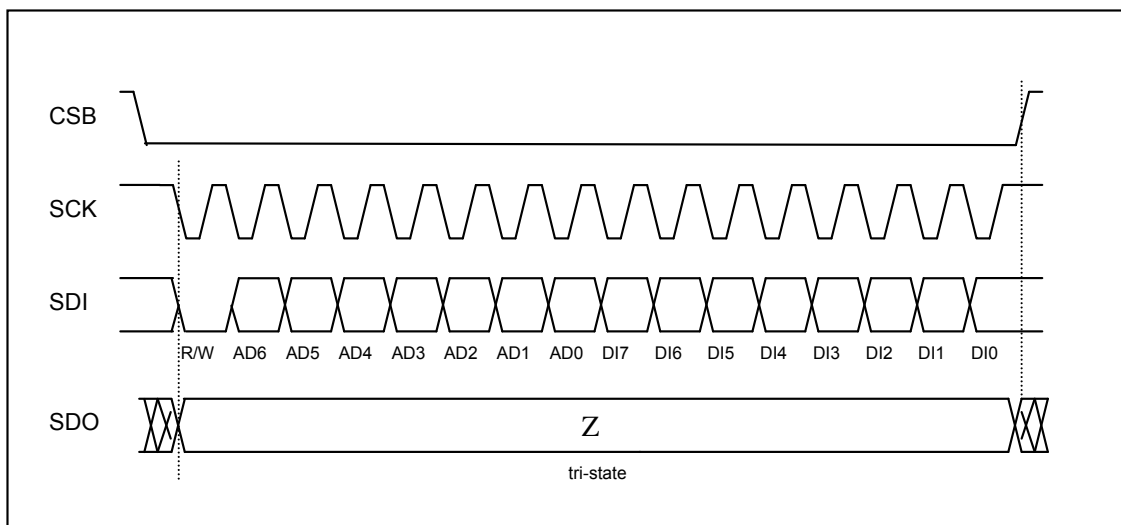 CSB
SCK
SDI
R/W AD6 AD5 AD4 AD3 AD2 AD1 AD0 DI7 DI6 DI5 DI4 DI3 DI2 DI1 DI0
SDO
Z
tri-state